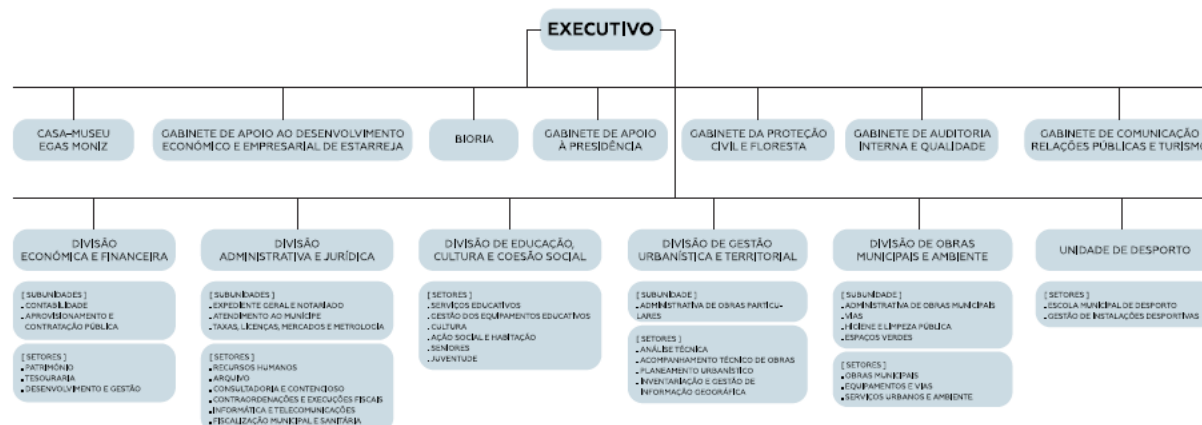 EXECUTIVO
CASA-MUSEU
EGAS MONIZ
GABINETE DE APOIO AO DESENVOLVIMENTO
ECONÓMICO E EMPRESARIAL DE ESTARREJA
BIORIA
GABINETE DE APOIO
À PRESIDÊNCIA
GABINETE DA PROTEÇÃO
CIVIL E FLORESTA
GABINETE DE AUDITORIA
INTERNA E QUALIDADE
GABINETE DE COMUNICAÇÃO
RELAÇÕES PÚBLICAS E TURISMO
DIVISÃO
ECONÓMICA E FINANCEIRA
[ SUBUNIDADES ]
- CONTABILIDADE
- APROVISIONAMENTO E
CONTRATAÇÃO PÚBLICA
[ SETORES ]
- PATRIMÓNIO
- TESOURARIA
- DESENVOLVIMENTO E GESTÃO
DIVISÃO
ADMINISTRATIVA E JURÍDICA
[ SUBUNIDADES ]
- EXPEDIENTE GERAL E NOTARIADO
- ATENDIMENTO AO MUNÍCIPE
- TAXAS, LICENÇAS, MERCADOS E METROLOGIA
[ SETORES ]
- RECURSOS HUMANOS
- ARQUIVO
- CONSULTADORIA E CONTENCIOSO
- CONTRAORDENAÇÕES E EXECUÇÕES FISCAIS
- INFORMÁTICA E TELECOMUNICAÇÕES
- FISCALIZAÇÃO MUNICIPAL E SANITÁRIA
DIVISÃO DE EDUCAÇÃO,
CULTURA E COESÃO SOCIAL
[ SETORES ]
- SERVIÇOS EDUCATIVOS
- GESTÃO DOS EQUIPAMENTOS EDUCATIVOS
- CULTURA
- AÇÃO SOCIAL E HABITAÇÃO
- SENIORES
- JUVENTUDE
DIVISÃO DE GESTÃO
URBANÍSTICA E TERRITORIAL
[ SUBUNIDADE ]
- ADMINISTRATIVA DE OBRAS PARTICU-
LARES
[ SETORES ]
- ANÁLISE TÉCNICA
- ACOMPANHAMENTO TÉCNICO DE OBRAS
- PLANEAMENTO URBANÍSTICO
- INVENTARIAÇÃO E GESTÃO DE
INFORMAÇÃO GEOGRÁFICA
DIVISÃO DE OBRAS
MUNICIPAIS E AMBIENTE
[ SUBUNIDADE ]
- ADMINISTRATIVA DE OBRAS MUNICIPAIS
- VIAS
- HIGIENE E LIMPEZA PÚBLICA
- ESPAÇOS VERDES
[ SETORES ]
- OBRAS MUNICIPAIS
- EQUIPAMENTOS E VIAS
- SERVIÇOS URBANOS E AMBIENTE
UNIDADE DE DESPORTO
[ SETORES ]
- ESCOLA MUNICIPAL DE DESPORTO
- GESTÃO DE INSTALAÇÕES DESPORTIVAS